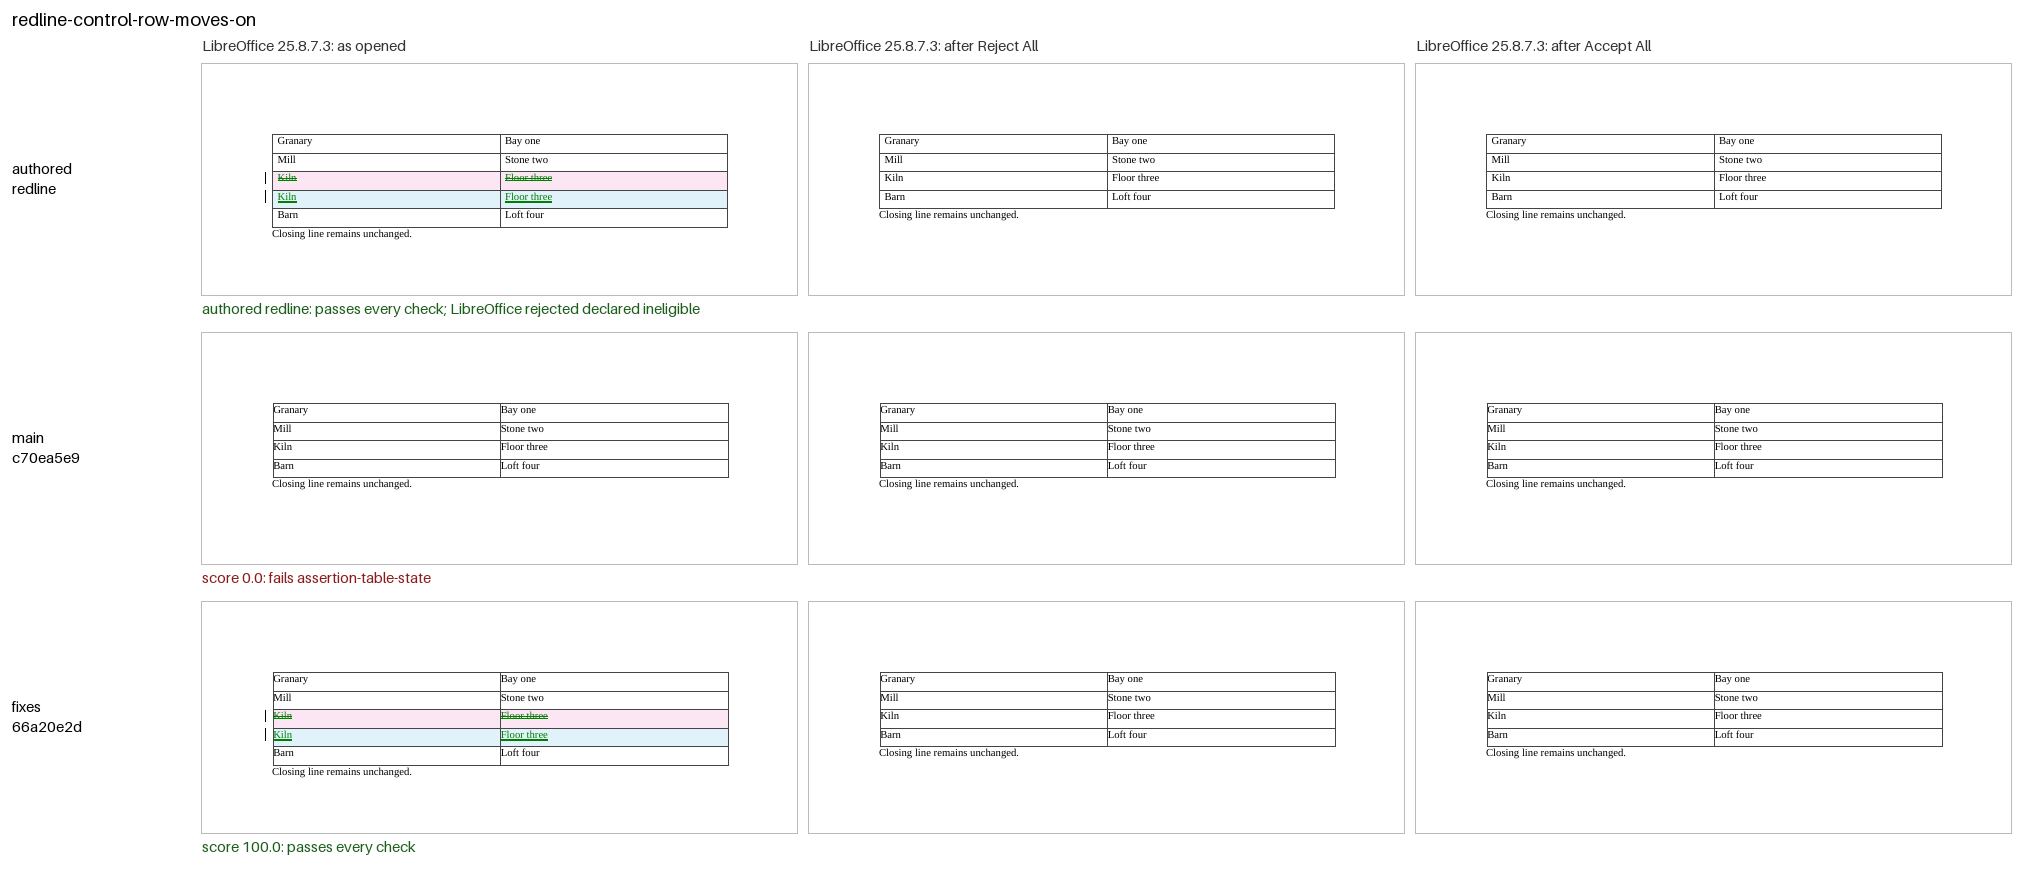 redline-control-row-moves-on
LibreOffice 25.8.7.3: as opened
LibreOffice 25.8.7.3: after Reject All
LibreOffice 25.8.7.3: after Accept All
authored
redline
Granary Bay one
Mill Stone two
Kiln Floor three
Kiln Floor three
Barn Loft four
Closing line remains unchanged.
Granary Bay one
Mill Stone two
Kiln Floor three
Barn Loft four
Closing line remains unchanged.
Granary Bay one
Mill Stone two
Kiln Floor three
Barn Loft four
Closing line remains unchanged.
authored redline: passes every check; LibreOffice rejected declared ineligible
main
c70ea5e9
Granary Bay one
Mill Stone two
Kiln Floor three
Barn Loft four
Closing line remains unchanged.
Granary Bay one
Mill Stone two
Kiln Floor three
Barn Loft four
Closing line remains unchanged.
Granary Bay one
Mill Stone two
Kiln Floor three
Barn Loft four
Closing line remains unchanged.
score 0.0: fails assertion-table-state
fixes
66a20e2d
Granary Bay one
Mill Stone two
Kiln Floor three
Kiln Floor three
Barn Loft four
Closing line remains unchanged.
Granary Bay one
Mill Stone two
Kiln Floor three
Barn Loft four
Closing line remains unchanged.
Granary Bay one
Mill Stone two
Kiln Floor three
Barn Loft four
Closing line remains unchanged.
score 100.0: passes every check